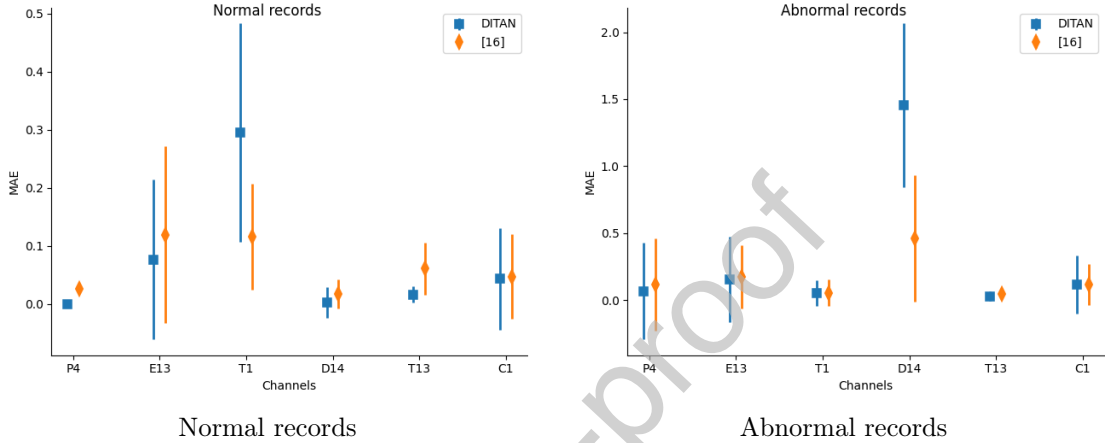 Normal records
DITAN
[16]
0.5
0.4
0.3
0.2
0.1
0.0
MAE
P4
E13
T1
D14
T13
C1
Channels
Normal records
Abnormal records
DITAN
[16]
2.0
1.5
1.0
0.5
0.0
MAE
P4
E13
T1
D14
T13
C1
Channels
Abnormal records
sproof